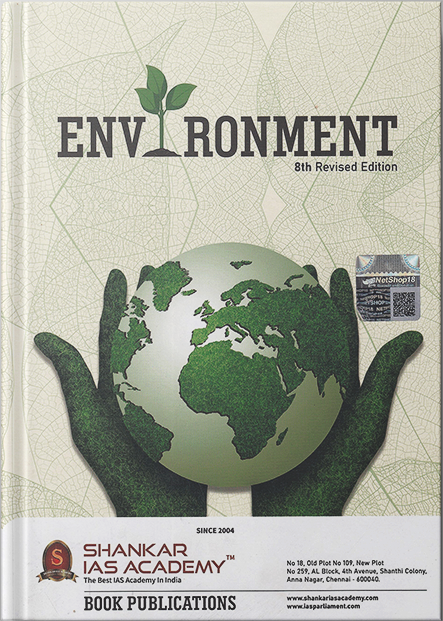 ENVIRONMENT
8th Revised Edition
NetShop18
SINCE 2004
S
SHANKAR
IAS ACADEMY™
The Best IAS Academy In India
BOOK PUBLICATIONS
No 18, Old Plot No 109, New Plot
No 259, AL Block, 4th Avenue, Shanthi Colony,
Anna Nagar, Chennai - 600040.
www.shankariasacademy.com
www.iasparliament.com